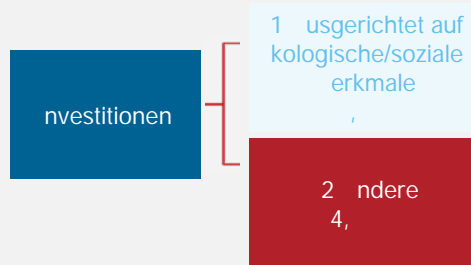 nvestitionen
1 usgerichtet auf
kologische/soziale
erkmale
,
2 ndere
4,